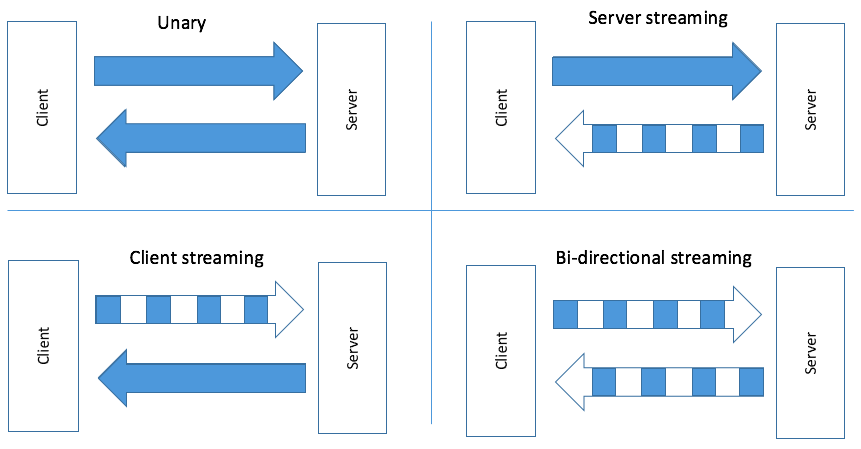 Unary
Client
Server
Server streaming
Client
Server
Client streaming
Client
Server
Bi-directional streaming
Client
Server